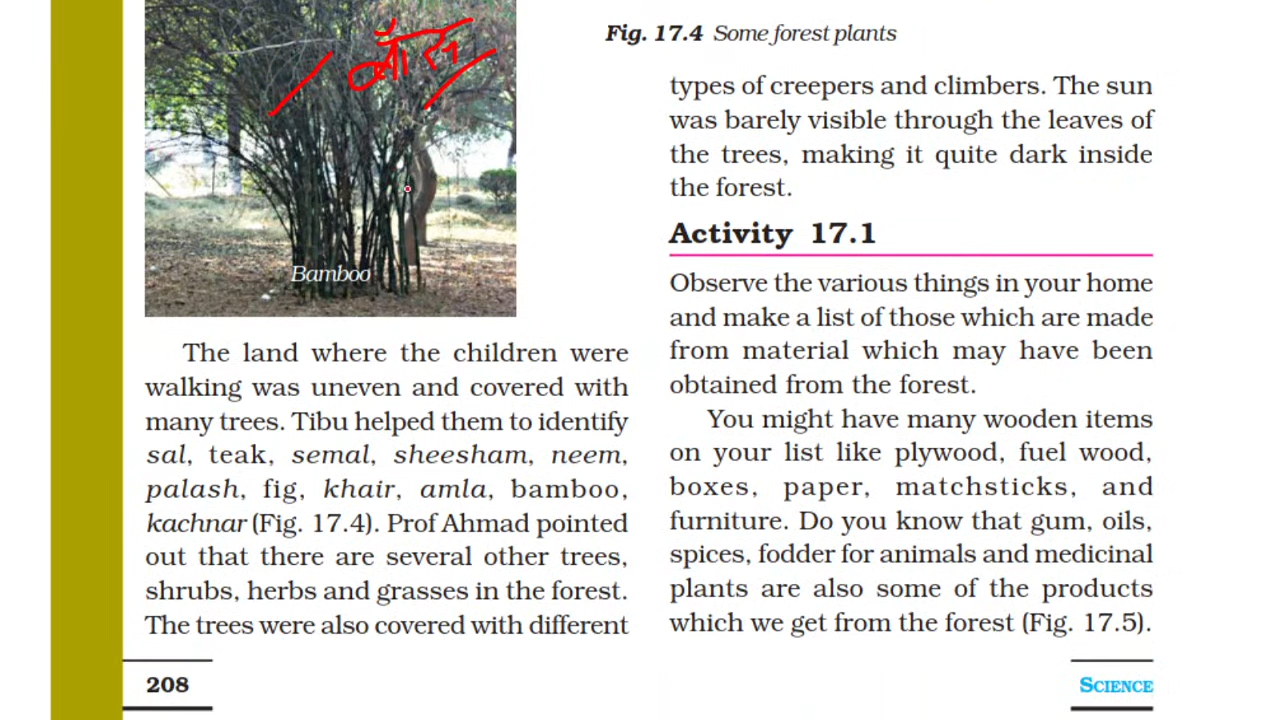 बाँस
Bamboo
The land where the children were
walking was uneven and covered with
many trees. Tibu helped them to identify
sal, teak, semal, sheesham, neem,
palash, fig, khair, amla, bamboo,
kachnar (Fig. 17.4). Prof Ahmad pointed
out that there are several other trees,
shrubs, herbs and grasses in the forest.
The trees were also covered with different
Fig. 17.4 Some forest plants
types of creepers and climbers. The sun
was barely visible through the leaves of
the trees, making it quite dark inside
the forest.
Activity 17.1
Observe the various things in your home
and make a list of those which are made
from material which may have been
obtained from the forest.
You might have many wooden items
on your list like plywood, fuel wood,
boxes, paper, matchsticks, and
furniture. Do you know that gum, oils,
spices, fodder for animals and medicinal
plants are also some of the products
which we get from the forest (Fig. 17.5).
208
SCIENCE